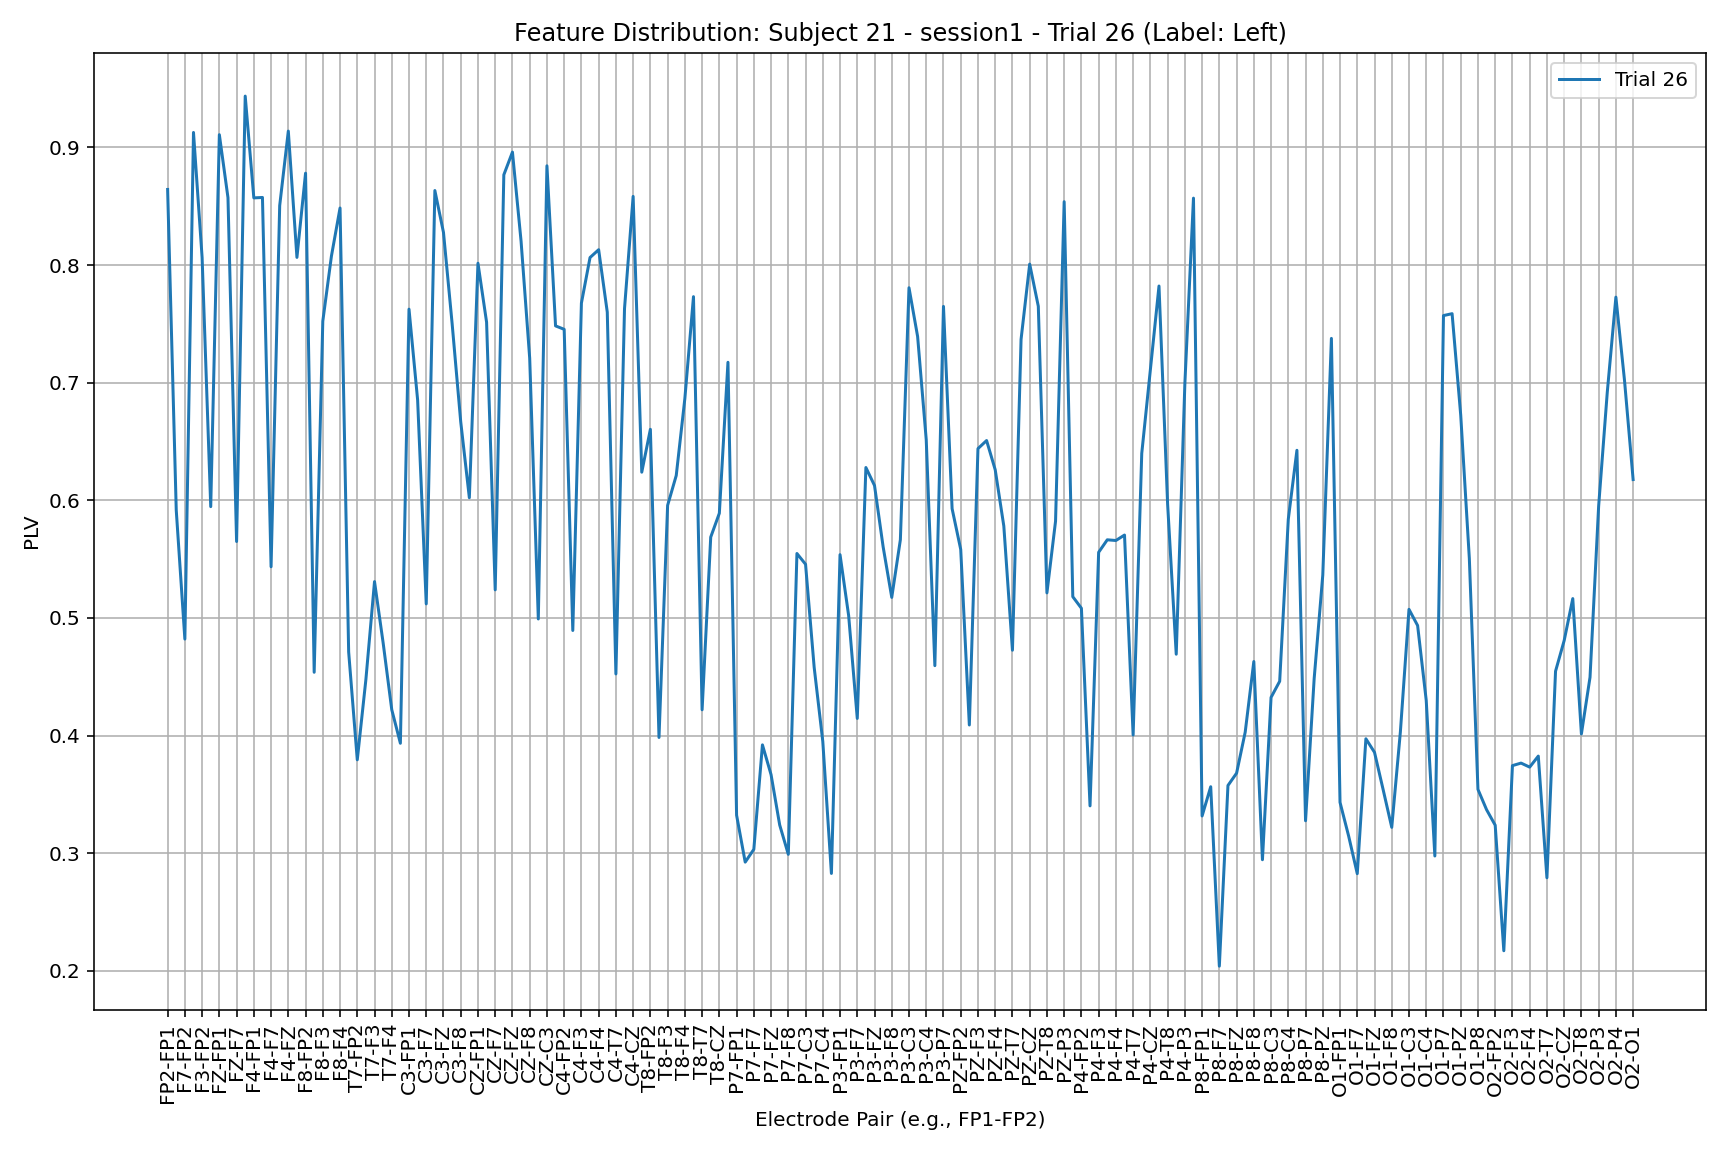 Feature Distribution: Subject 21 - session1 - Trial 26 (Label: Left)
Trial 26
PLV
0.9
0.8
0.7
0.6
0.5
0.4
0.3
0.2
FP2-FP1
F7-FP2
F3-FP2
FZ-FP1
FZ-F7
F4-FP1
F4-F7
F4-FZ
F8-FP2
F8-F3
F8-F4
T7-FP2
T7-F3
T7-F4
C3-FP1
C3-F7
C3-FZ
C3-F8
CZ-FP1
CZ-F7
CZ-FZ
CZ-F8
CZ-C3
C4-FP2
C4-F3
C4-F4
C4-T7
C4-CZ
T8-FP2
T8-F3
T8-F4
T8-T7
T8-CZ
P7-FP1
P7-F7
P7-FZ
P7-F8
P7-C3
P7-C4
P3-FP1
P3-F7
P3-FZ
P3-F8
P3-C3
P3-C4
P3-P7
PZ-FP2
PZ-F3
PZ-F4
PZ-T7
PZ-CZ
PZ-T8
PZ-P3
P4-FP2
P4-F3
P4-F4
P4-T7
P4-CZ
P4-T8
P4-P3
P8-FP1
P8-F7
P8-FZ
P8-F8
P8-C3
P8-C4
P8-P7
P8-PZ
O1-FP1
O1-F7
O1-FZ
O1-F8
O1-C3
O1-C4
O1-P7
O1-PZ
O1-P8
O2-FP2
O2-F3
O2-F4
O2-T7
O2-CZ
O2-T8
O2-P3
O2-P4
O2-O1
Electrode Pair (e.g., FP1-FP2)